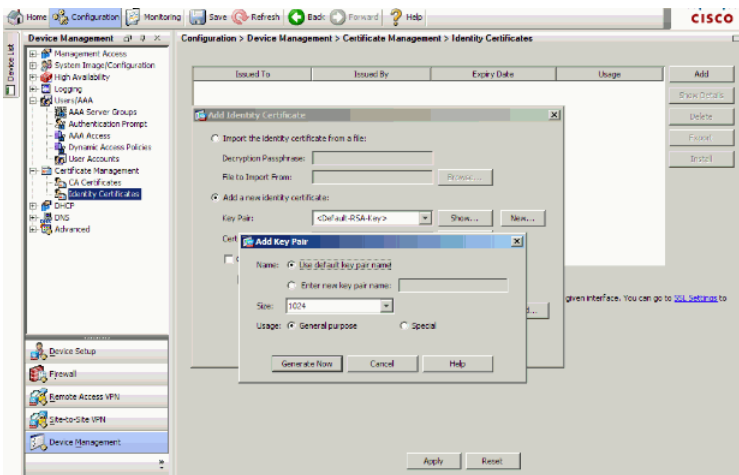 Home Configuration Monitoring Save Refresh Back Forward Help
CISCO
Device List
Device Management
Configuration > Device Management > Certificate Management > Identity Certificates
Management Access
System Image/Configuration
High Availability
Logging
Users/AAA
AAA Server Groups
Authentication Prompt
AAA Access
Dynamic Access Policies
User Accounts
Certificate Management
CA Certificates
Identity Certificates
DHCP
DNS
Advanced
Issued To Issued By Expiry Date Usage
Add
Show Details
Delete
Export
Install
Add Identity Certificate
Import the identity certificate from a file:
Decryption Passphrase:
File to Import From: Browse...
Add a new identity certificate:
Key Pair: <Default-RSA-Key> Show... New...
Cert
Add Key Pair
Name: Use default key pair name
Enter new key pair name:
Size: 1024
Usage: General purpose Special
Generate Now Cancel Help
given interface. You can go to SSL Settings to
Device Setup
Firewall
Remote Access VPN
Site-to-Site VPN
Device Management
Apply Reset